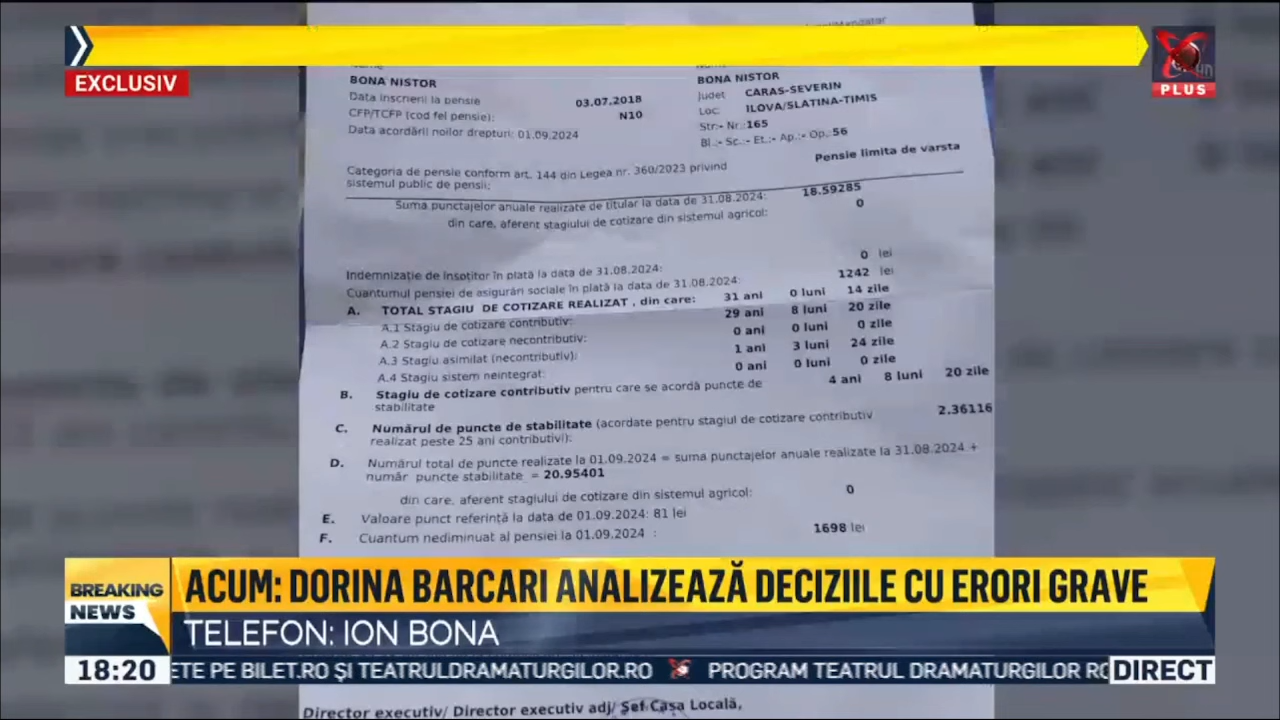 EXCLUSIV
PLUS
BONA NISTOR
BONA NISTOR
Data înscrierii la pensie 03.07.2018
Judet CARAS-SEVERIN
CFP/TCFP (cod fel pensie): N10
Loc: ILOVA/SLATINA-TIMIS
Data acordării noilor drepturi: 01.09.2024
Str:- Nr.:165
Bl.:- Sc.:- Et.:- Ap.:- Op.:56
Pensie limita de varsta
Categoria de pensie conform art. 144 din Legea nr. 360/2023 privind
sistemul public de pensii:
Suma punctajelor anuale realizate de titular la data de 31.08.2024: 18.59285
din care, aferent stagiului de cotizare din sistemul agricol: 0
Indemnizație de însoțitor în plată la data de 31.08.2024: 0 lei
Cuantumul pensiei de asigurări sociale în plată la data de 31.08.2024: 1242 lei
A. TOTAL STAGIU DE COTIZARE REALIZAT , din care: 31 ani 0 luni 14 zile
A.1 Stagiu de cotizare contributiv: 29 ani 8 luni 20 zile
A.2 Stagiu de cotizare necontributiv: 0 ani 0 luni 0 zile
A.3 Stagiu asimilat (necontributiv): 1 ani 3 luni 24 zile
A.4 Stagiu sistem neintegrat: 0 ani 0 luni 0 zile
B. Stagiu de cotizare contributiv pentru care se acordă puncte de 4 ani 8 luni 20 zile
stabilitate
C. Numărul de puncte de stabilitate (acordate pentru stagiul de cotizare contributiv 2.36116
realizat peste 25 ani contributivi):
D. Numărul total de puncte realizate la 01.09.2024 = suma punctajelor anuale realizate la 31.08.2024 +
număr puncte stabilitate = 20.95401
din care, aferent stagiului de cotizare din sistemul agricol: 0
E. Valoare punct referință la data de 01.09.2024: 81 lei
F. Cuantum nediminuat al pensiei la 01.09.2024 : 1698 lei
BREAKING NEWS
ACUM: DORINA BARCARI ANALIZEAZĂ DECIZIILE CU ERORI GRAVE
TELEFON: ION BONA
18:20
ETE PE BILET.RO ȘI TEATRULDRAMATURGILOR.RO PROGRAM TEATRUL DRAMATURGILOR RO
DIRECT
Director executiv/ Director executiv adj/ Șef Casa Locală,